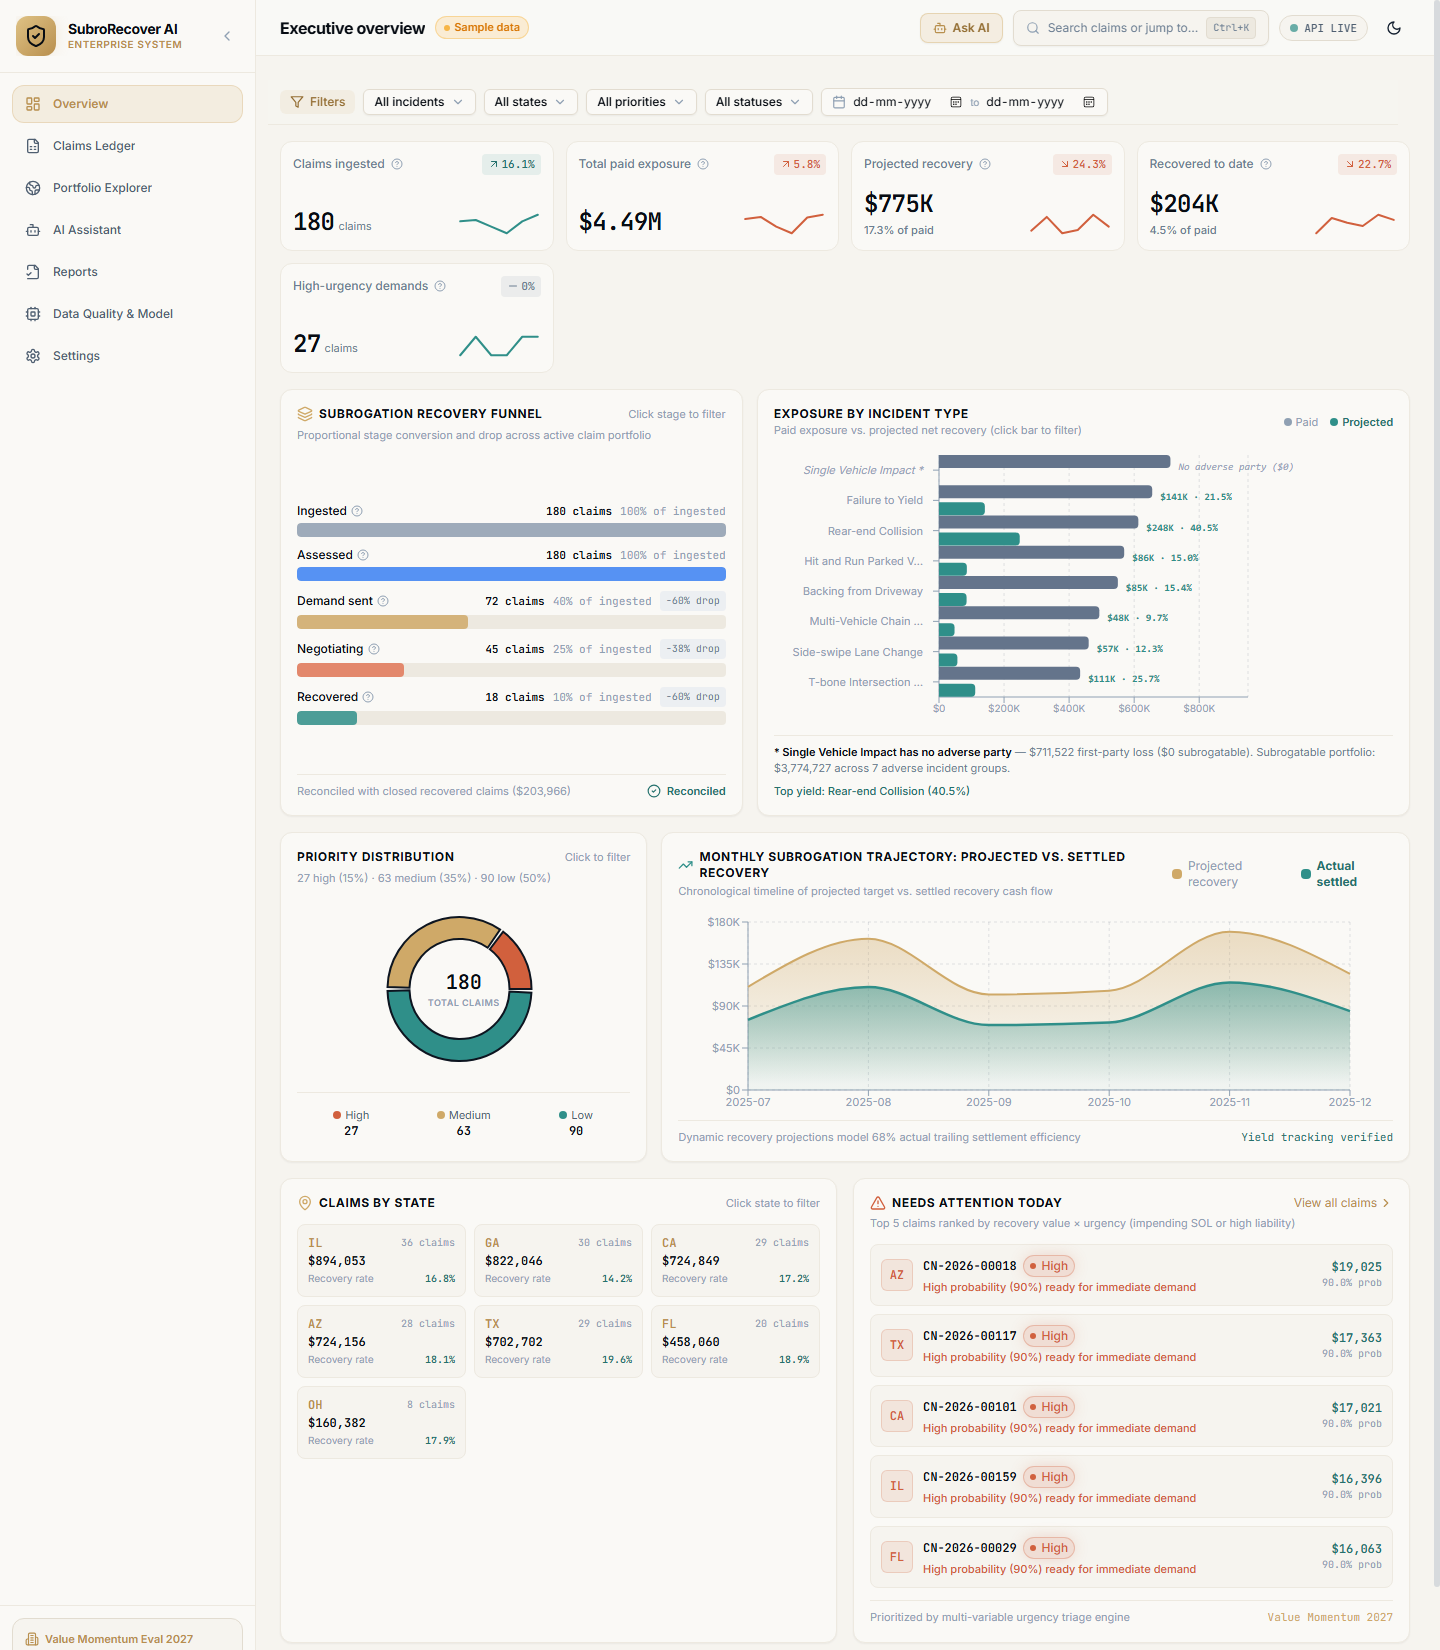 SubroRecover AI
ENTERPRISE SYSTEM
Overview
Claims Ledger
Portfolio Explorer
AI Assistant
Reports
Data Quality & Model
Settings
Value Momentum Eval 2027
Executive overview
Sample data
Ask AI
Search claims or jump to...
Ctrl+K
API LIVE
Filters
All incidents
All states
All priorities
All statuses
dd-mm-yyyy to dd-mm-yyyy
Claims ingested
16.1%
180 claims
Total paid exposure
5.8%
$4.49M
Projected recovery
24.3%
$775K
17.3% of paid
Recovered to date
22.7%
$204K
4.5% of paid
High-urgency demands
0%
27 claims
SUBROGATION RECOVERY FUNNEL
Click stage to filter
Proportional stage conversion and drop across active claim portfolio
Ingested 180 claims 100% of ingested
Assessed 180 claims 100% of ingested
Demand sent 72 claims 40% of ingested -60% drop
Negotiating 45 claims 25% of ingested -38% drop
Recovered 18 claims 10% of ingested -60% drop
Reconciled with closed recovered claims ($203,966)
Reconciled
EXPOSURE BY INCIDENT TYPE
Paid exposure vs. projected net recovery (click bar to filter)
Paid
Projected
Single Vehicle Impact * No adverse party ($0)
Failure to Yield $141K · 21.5%
Rear-end Collision $248K · 40.5%
Hit and Run Parked V... $86K · 15.0%
Backing from Driveway $85K · 15.4%
Multi-Vehicle Chain ... $48K · 9.7%
Side-swipe Lane Change $57K · 12.3%
T-bone Intersection ... $111K · 25.7%
$0 $200K $400K $600K $800K
* Single Vehicle Impact has no adverse party — $711,522 first-party loss ($0 subrogatable). Subrogatable portfolio:
$3,774,727 across 7 adverse incident groups.
Top yield: Rear-end Collision (40.5%)
PRIORITY DISTRIBUTION
Click to filter
27 high (15%) · 63 medium (35%) · 90 low (50%)
180
TOTAL CLAIMS
High
27
Medium
63
Low
90
MONTHLY SUBROGATION TRAJECTORY: PROJECTED VS. SETTLED
RECOVERY
Chronological timeline of projected target vs. settled recovery cash flow
Projected
recovery
Actual
settled
$180K
$135K
$90K
$45K
$0
2025-07 2025-08 2025-09 2025-10 2025-11 2025-12
Dynamic recovery projections model 68% actual trailing settlement efficiency
Yield tracking verified
CLAIMS BY STATE
Click state to filter
IL 36 claims
$894,053
Recovery rate 16.8%
GA 30 claims
$822,046
Recovery rate 14.2%
CA 29 claims
$724,849
Recovery rate 17.2%
AZ 28 claims
$724,156
Recovery rate 18.1%
TX 29 claims
$702,702
Recovery rate 19.6%
FL 20 claims
$458,060
Recovery rate 18.9%
OH 8 claims
$160,382
Recovery rate 17.9%
NEEDS ATTENTION TODAY
View all claims
Top 5 claims ranked by recovery value × urgency (impending SOL or high liability)
AZ CN-2026-00018 High $19,025
High probability (90%) ready for immediate demand 90.0% prob
TX CN-2026-00117 High $17,363
High probability (90%) ready for immediate demand 90.0% prob
CA CN-2026-00101 High $17,021
High probability (90%) ready for immediate demand 90.0% prob
IL CN-2026-00159 High $16,396
High probability (90%) ready for immediate demand 90.0% prob
FL CN-2026-00029 High $16,063
High probability (90%) ready for immediate demand 90.0% prob
Prioritized by multi-variable urgency triage engine
Value Momentum 2027